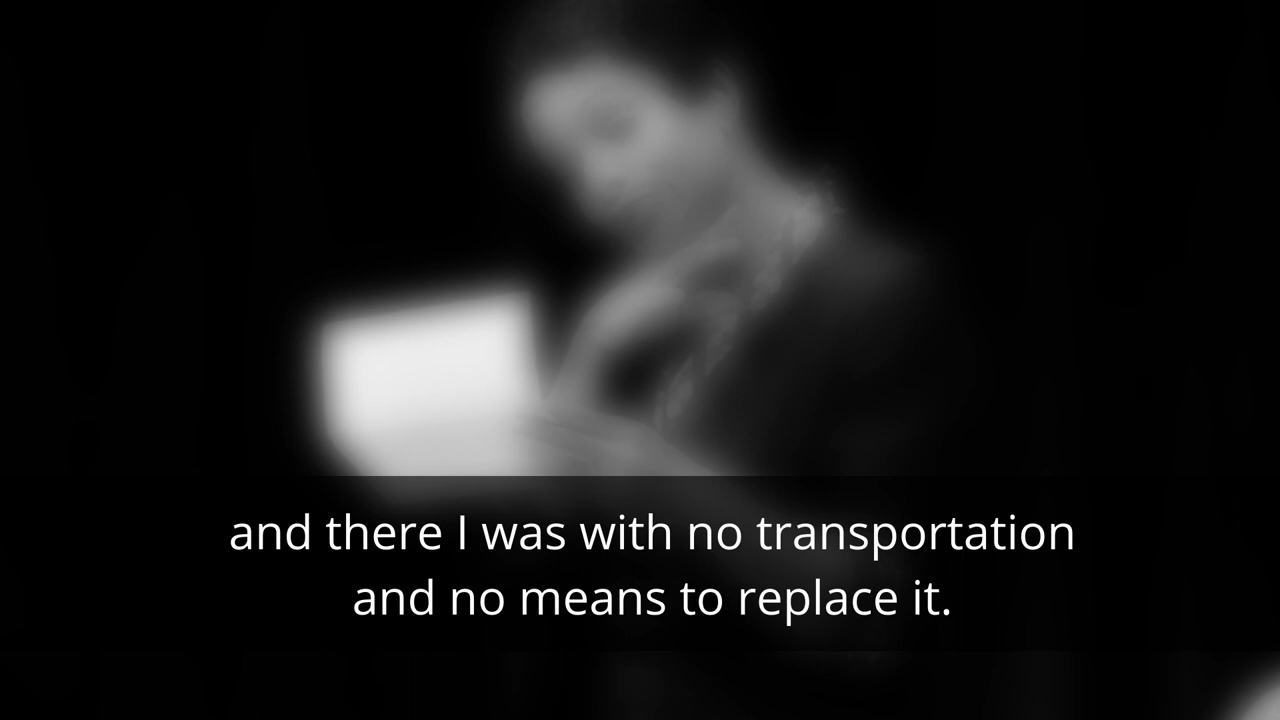 and there I was with no transportation
and no means to replace it.